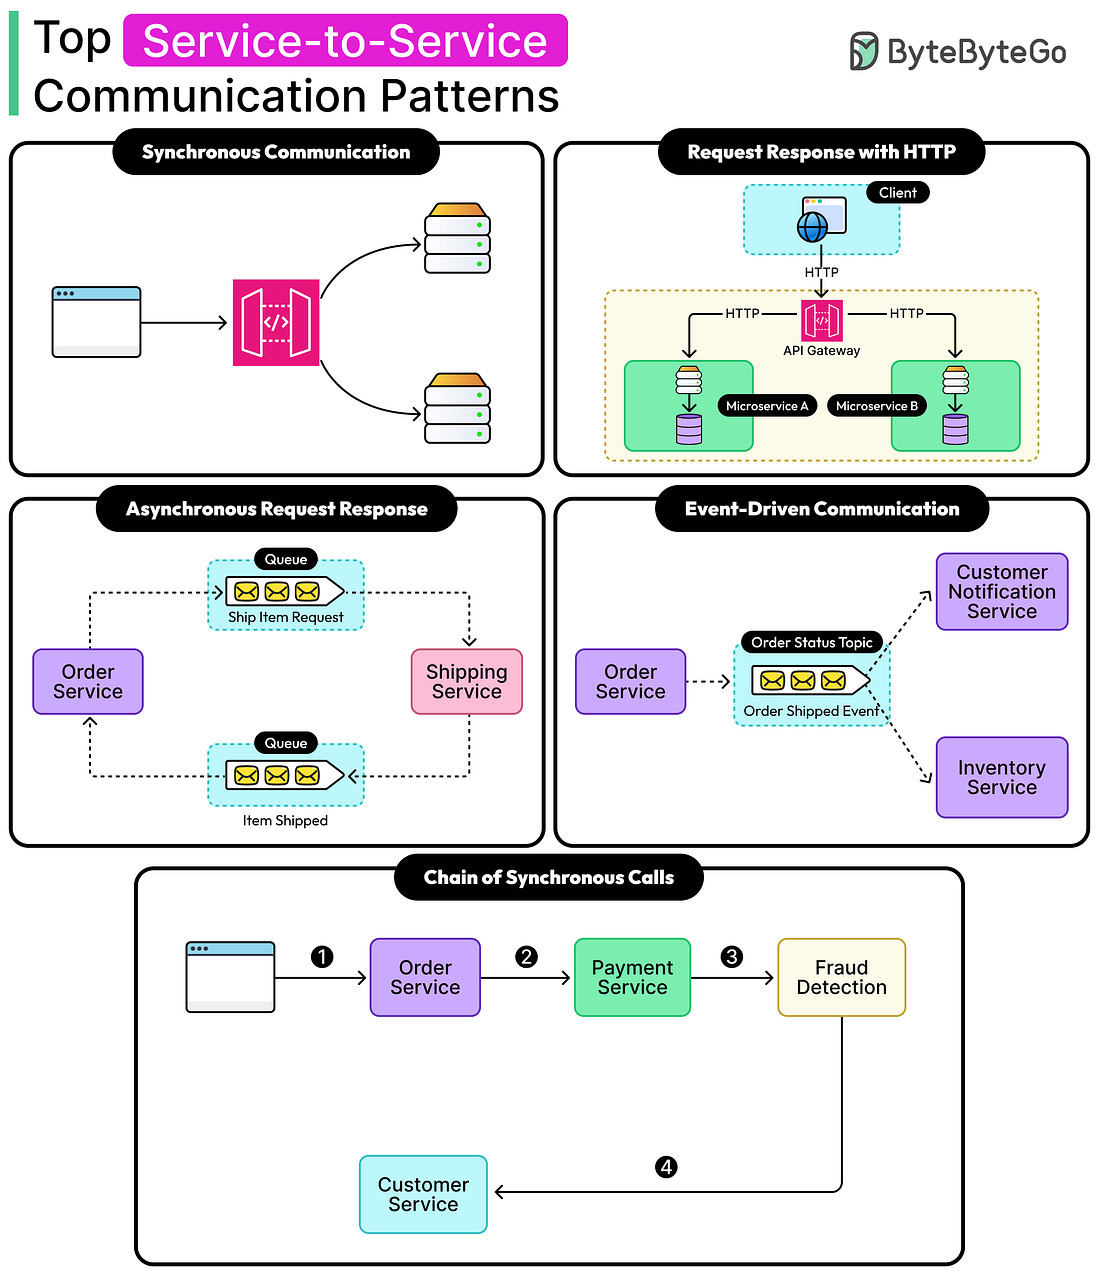 Top Service-to-Service
Communication Patterns
ByteByteGo
Synchronous Communication
Request Response with HTTP
Client
HTTP
HTTP
HTTP
API Gateway
Microservice A
Microservice B
Asynchronous Request Response
Queue
Ship Item Request
Order
Service
Shipping
Service
Queue
Item Shipped
Event-Driven Communication
Customer
Notification
Service
Order Status Topic
Order
Service
Order Shipped Event
Inventory
Service
Chain of Synchronous Calls
1
2
3
Order
Service
Payment
Service
Fraud
Detection
4
Customer
Service